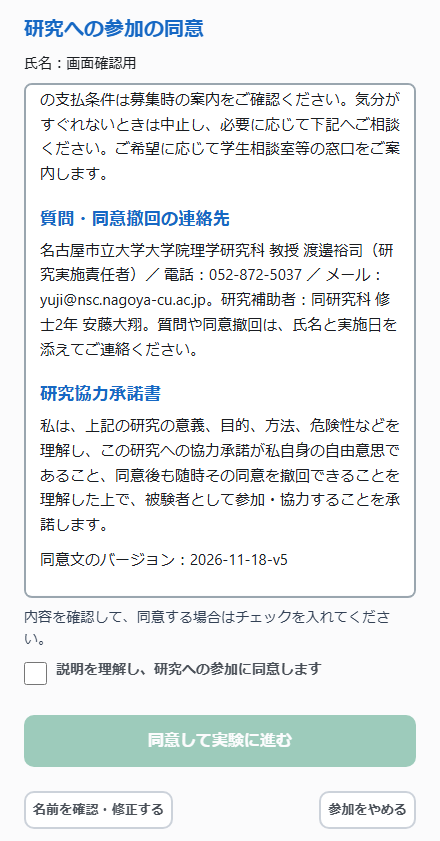 研究への参加の同意
氏名：画面確認用
の支払条件は募集時の案内をご確認ください。気分が
すぐれないときは中止し、必要に応じて下記へご相談
ください。ご希望に応じて学生相談室等の窓口をご案
内します。
質問・同意撤回の連絡先
名古屋市立大学大学院理学研究科 教授 渡邉裕司（研
究実施責任者）／ 電話：052-872-5037 ／ メール：
yuji@nsc.nagoya-cu.ac.jp。研究補助者：同研究科 修
士2年 安藤大翔。質問や同意撤回は、氏名と実施日を
添えてご連絡ください。
研究協力承諾書
私は、上記の研究の意義、目的、方法、危険性などを
理解し、この研究への協力承諾が私自身の自由意思で
あること、同意後も随時その同意を撤回できることを
理解した上で、被験者として参加・協力することを承
諾します。
同意文のバージョン：2026-11-18-v5
内容を確認して、同意する場合はチェックを入れてくださ
い。
説明を理解し、研究への参加に同意します
同意して実験に進む
名前を確認・修正する
参加をやめる